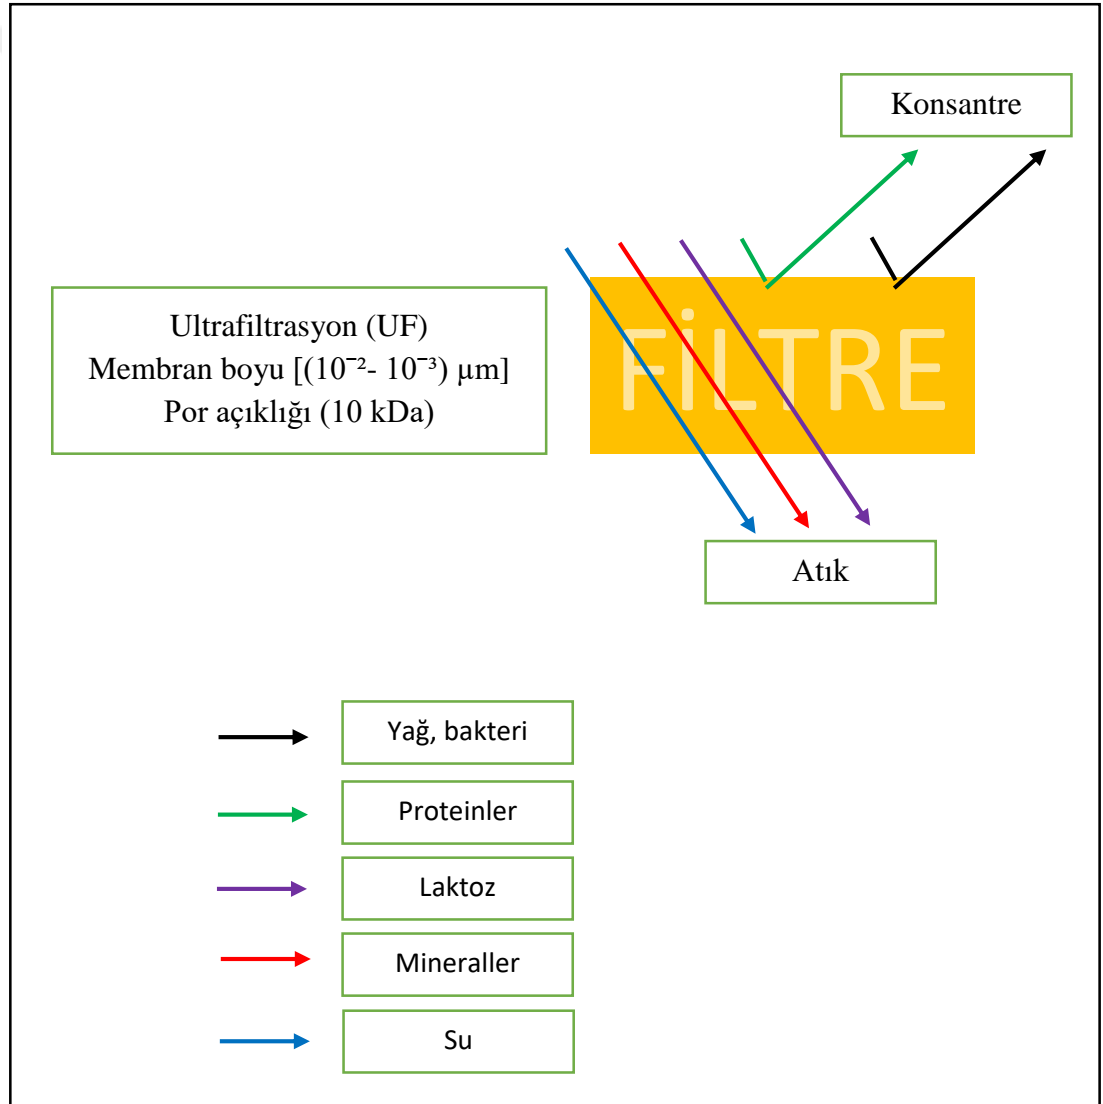 Konsantre
Ultrafiltrasyon (UF)
Membran boyu [(10⁻²- 10⁻³) µm]
Por açıklığı (10 kDa)
FİLTRE
Atık
Yağ, bakteri
Proteinler
Laktoz
Mineraller
Su